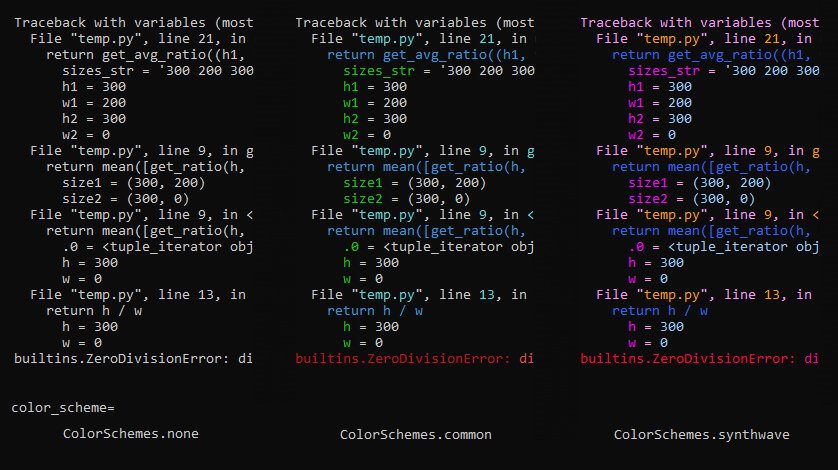 Traceback with variables (most
  File "temp.py", line 21, in
    return get_avg_ratio((h1,
      sizes_str = '300 200 300
      h1 = 300
      w1 = 200
      h2 = 300
      w2 = 0
  File "temp.py", line 9, in g
    return mean([get_ratio(h,
      size1 = (300, 200)
      size2 = (300, 0)
  File "temp.py", line 9, in <
    return mean([get_ratio(h,
      .0 = <tuple_iterator obj
      h = 300
      w = 0
  File "temp.py", line 13, in
    return h / w
      h = 300
      w = 0
builtins.ZeroDivisionError: di
Traceback with variables (most
  File "temp.py", line 21, in
    return get_avg_ratio((h1,
      sizes_str = '300 200 300
      h1 = 300
      w1 = 200
      h2 = 300
      w2 = 0
  File "temp.py", line 9, in g
    return mean([get_ratio(h,
      size1 = (300, 200)
      size2 = (300, 0)
  File "temp.py", line 9, in <
    return mean([get_ratio(h,
      .0 = <tuple_iterator obj
      h = 300
      w = 0
  File "temp.py", line 13, in
    return h / w
      h = 300
      w = 0
builtins.ZeroDivisionError: di
Traceback with variables (most
  File "temp.py", line 21, in
    return get_avg_ratio((h1,
      sizes_str = '300 200 300
      h1 = 300
      w1 = 200
      h2 = 300
      w2 = 0
  File "temp.py", line 9, in g
    return mean([get_ratio(h,
      size1 = (300, 200)
      size2 = (300, 0)
  File "temp.py", line 9, in <
    return mean([get_ratio(h,
      .0 = <tuple_iterator obj
      h = 300
      w = 0
  File "temp.py", line 13, in
    return h / w
      h = 300
      w = 0
builtins.ZeroDivisionError: di
color_scheme=
ColorSchemes.none
ColorSchemes.common
ColorSchemes.synthwave